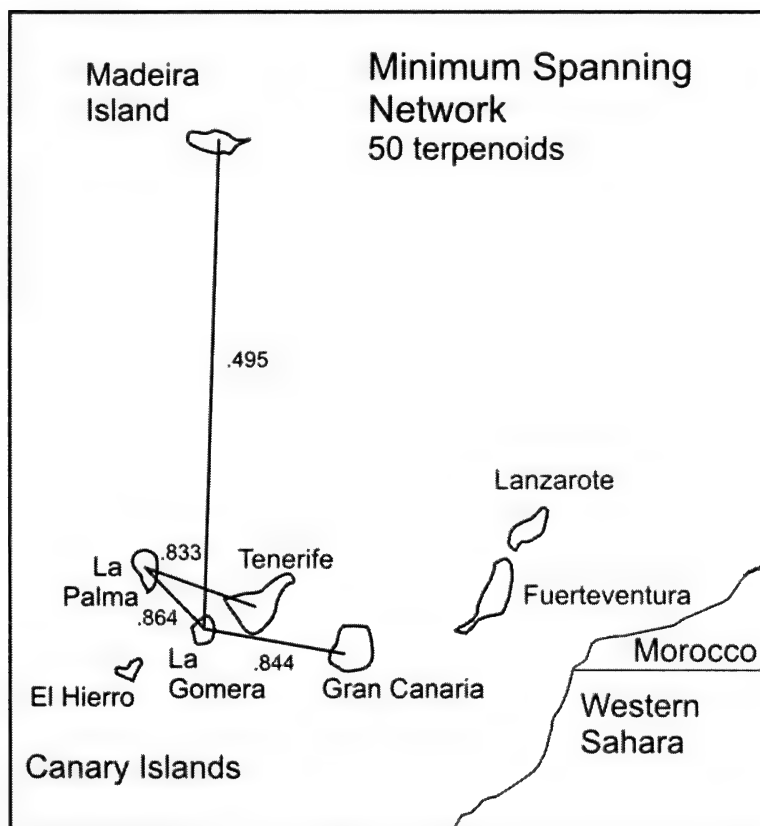 Madeira
Island
Minimum Spanning
Network
50 terpenoids
.495
Lanzarote
La
Palma
.833
Tenerife
Fuerteventura
.864
.844
La
Gomera
El Hierro
Gran Canaria
Morocco
Western
Sahara
Canary Islands